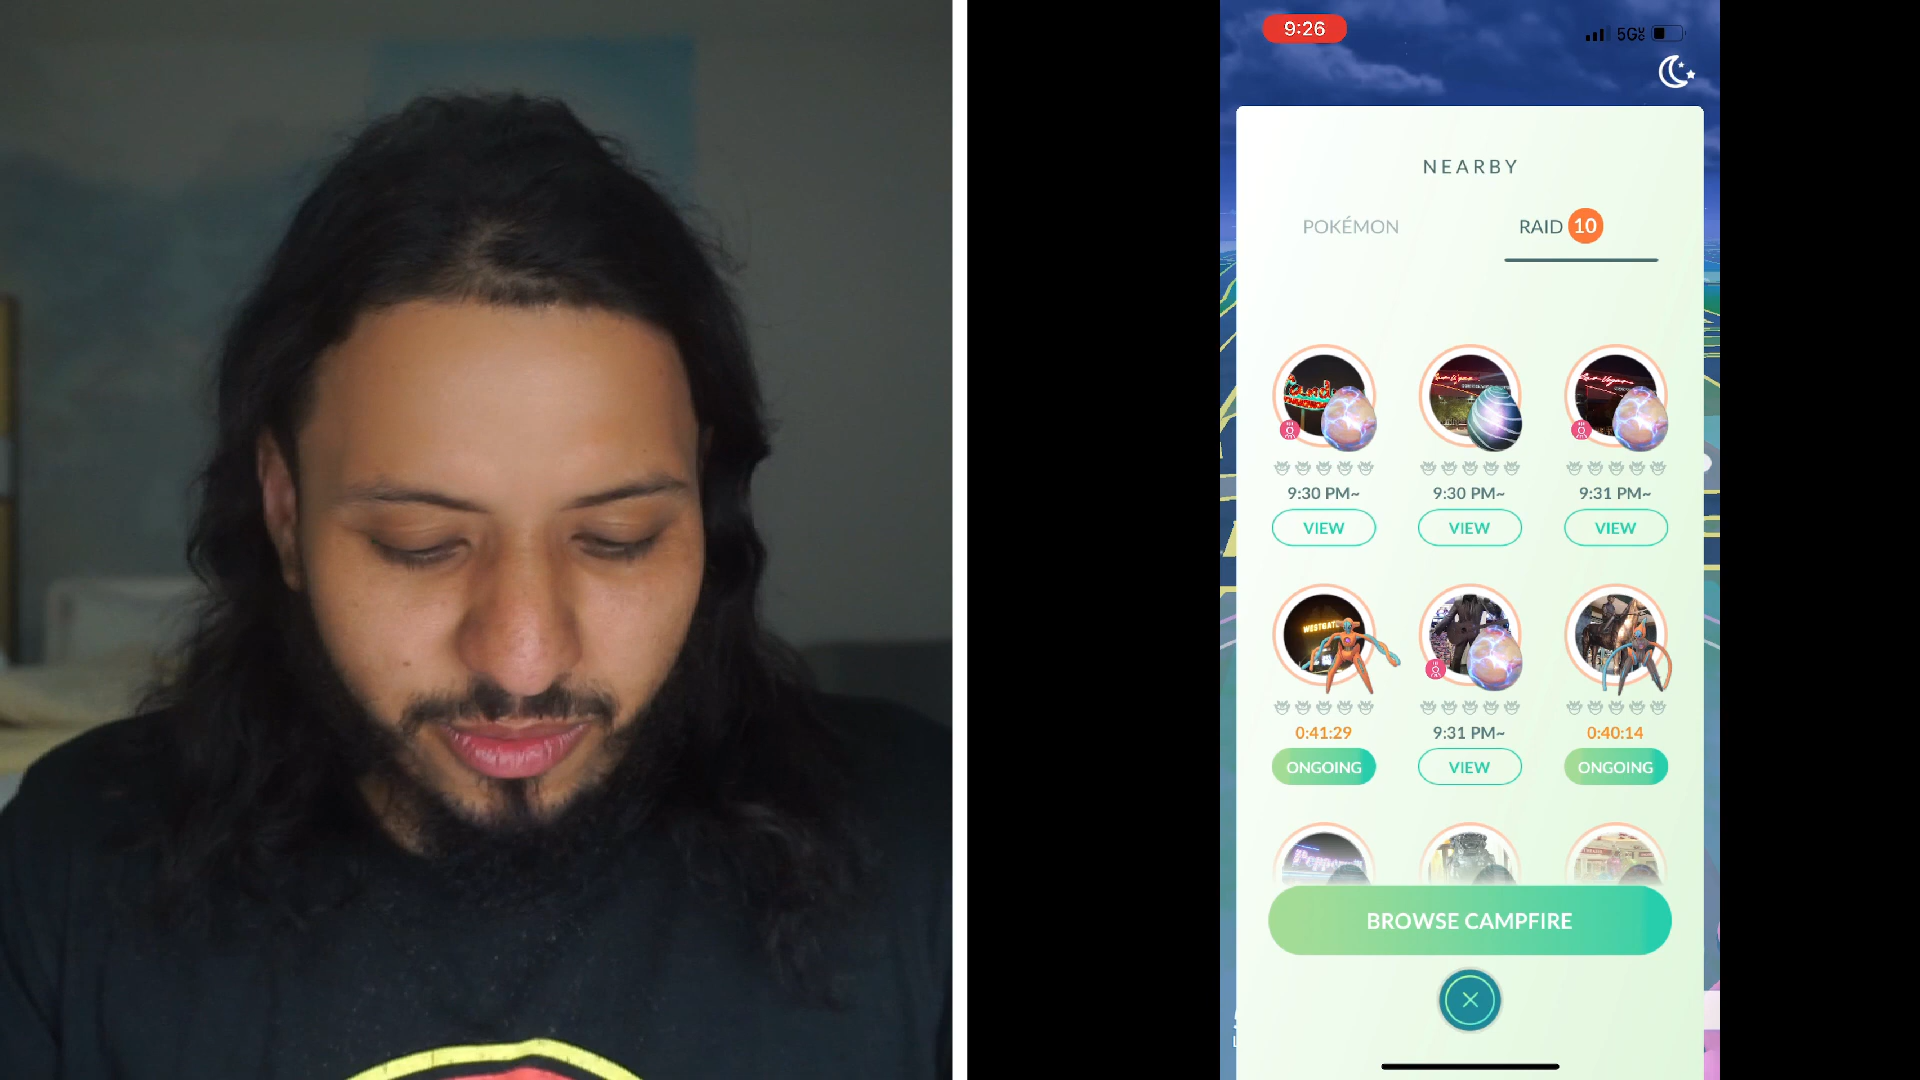 9:26
5G
NEARBY
POKÉMON
RAID 10
9:30 PM~
9:30 PM~
9:31 PM~
VIEW
VIEW
VIEW
WESTGATE
0:41:29
9:31 PM~
0:40:14
ONGOING
VIEW
ONGOING
BROWSE CAMPFIRE